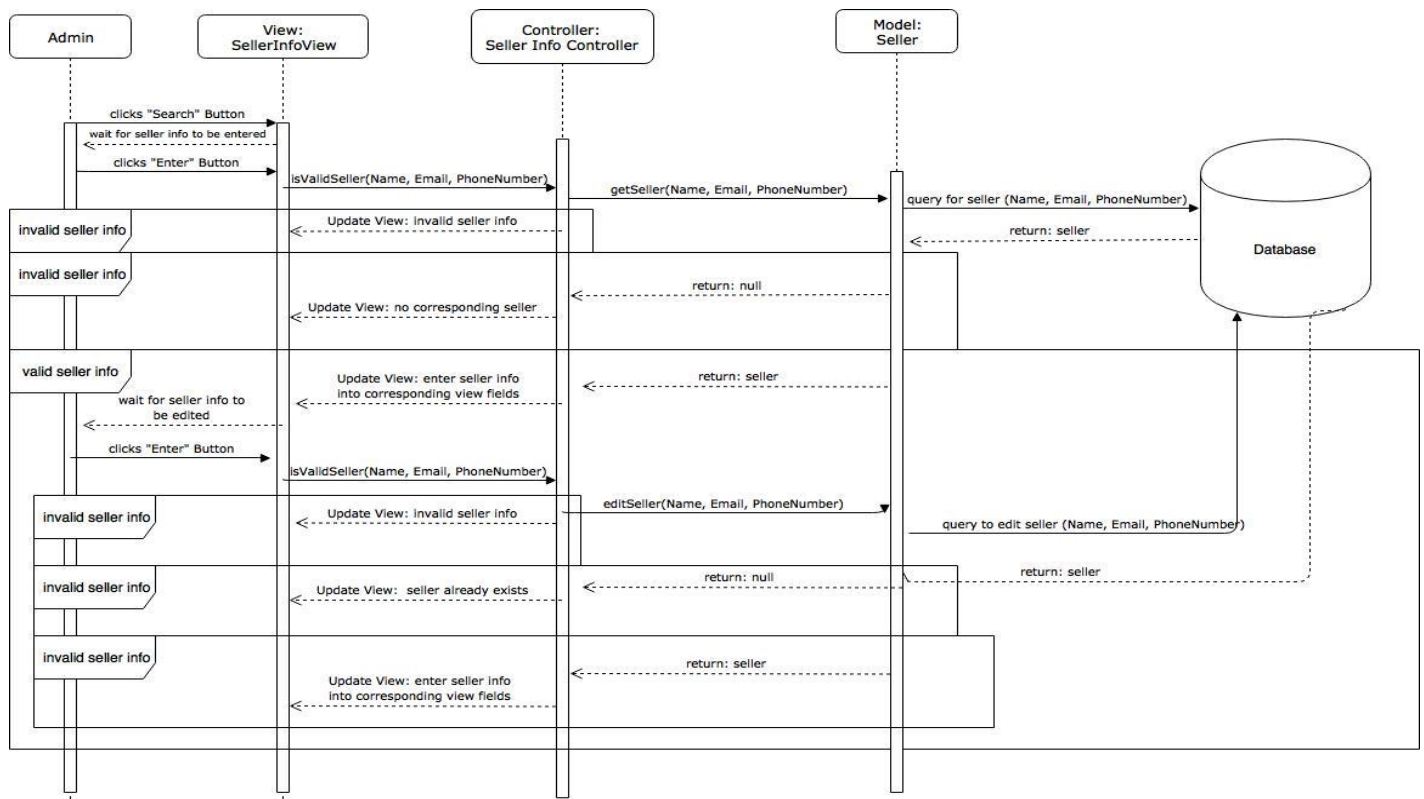 Admin
View:
SellerInfoView
Controller:
Seller Info Controller
Model:
Seller
clicks "Search" Button
wait for seller info to be entered
clicks "Enter" Button
isValidSeller(Name, Email, PhoneNumber)
getSeller(Name, Email, PhoneNumber)
query for seller (Name, Email, PhoneNumber)
invalid seller info
Update View: invalid seller info
return: seller
Database
invalid seller info
return: null
Update View: no corresponding seller
valid seller info
return: seller
Update View: enter seller info
into corresponding view fields
wait for seller info to
be edited
clicks "Enter" Button
isValidSeller(Name, Email, PhoneNumber)
invalid seller info
Update View: invalid seller info
editSeller(Name, Email, PhoneNumber)
query to edit seller (Name, Email, PhoneNumber)
return: seller
invalid seller info
return: null
Update View:  seller already exists
invalid seller info
return: seller
Update View: enter seller info
into corresponding view fields